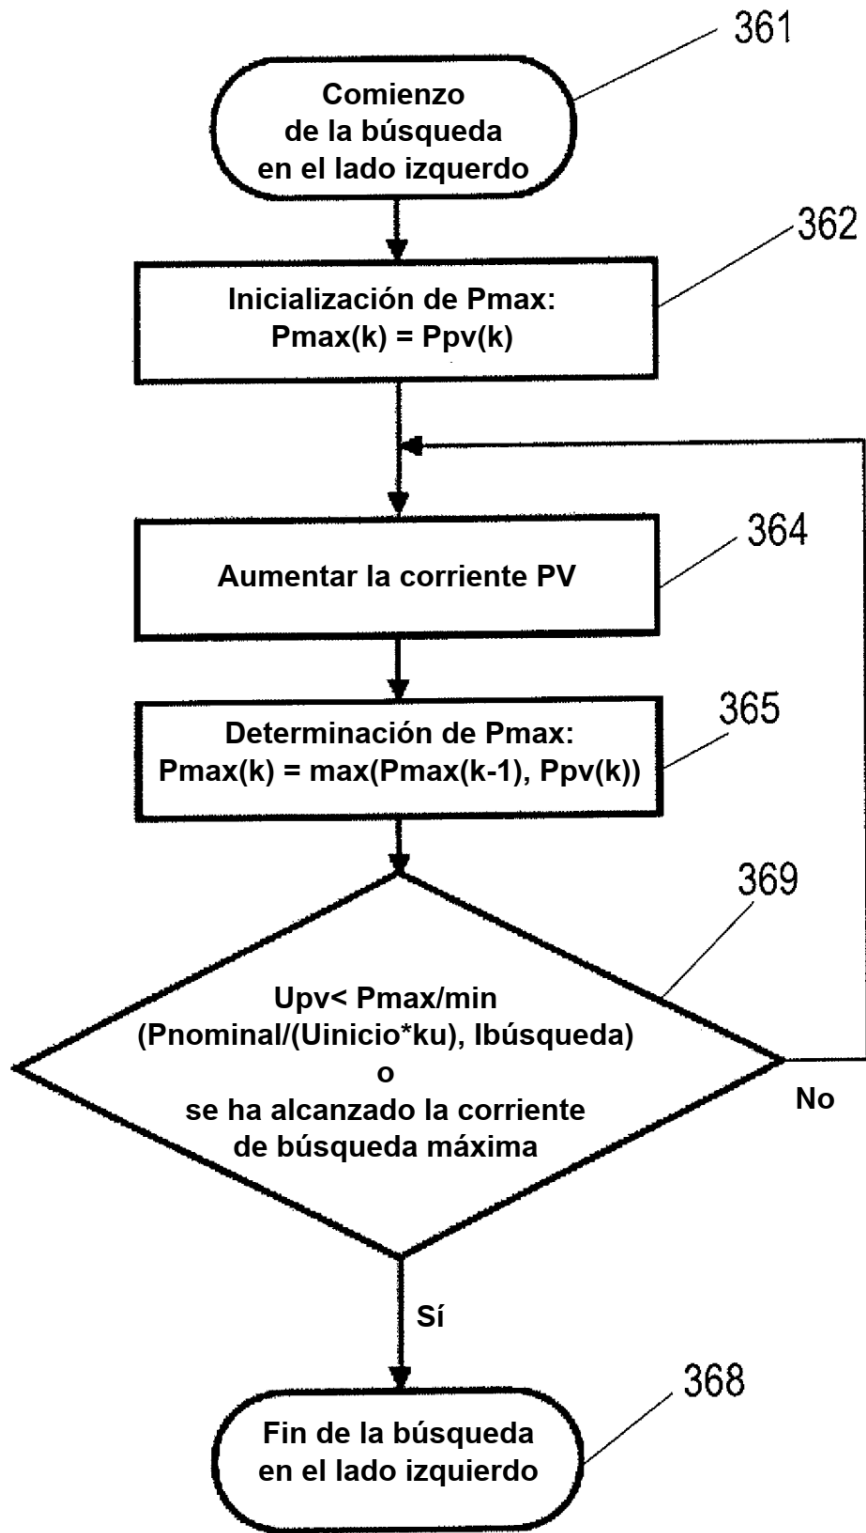 361
Comienzo
de la búsqueda
en el lado izquerdo
362
Inicialización de Pmax:
Pmax(k) = Ppv(k)
364
Aumentar la corriente PV
365
Determinación de Pmax:
Pmax(k) = max(Pmax(k-1), Ppv(k))
369
Upv< Pmax/min
(Pnominal/(Uinicio*ku), Ibúsqueda)
o
se ha alcanzado la corriente
de búsqueda máxima
No
Sí
368
Fin de la búsqueda
en el lado izquierdo